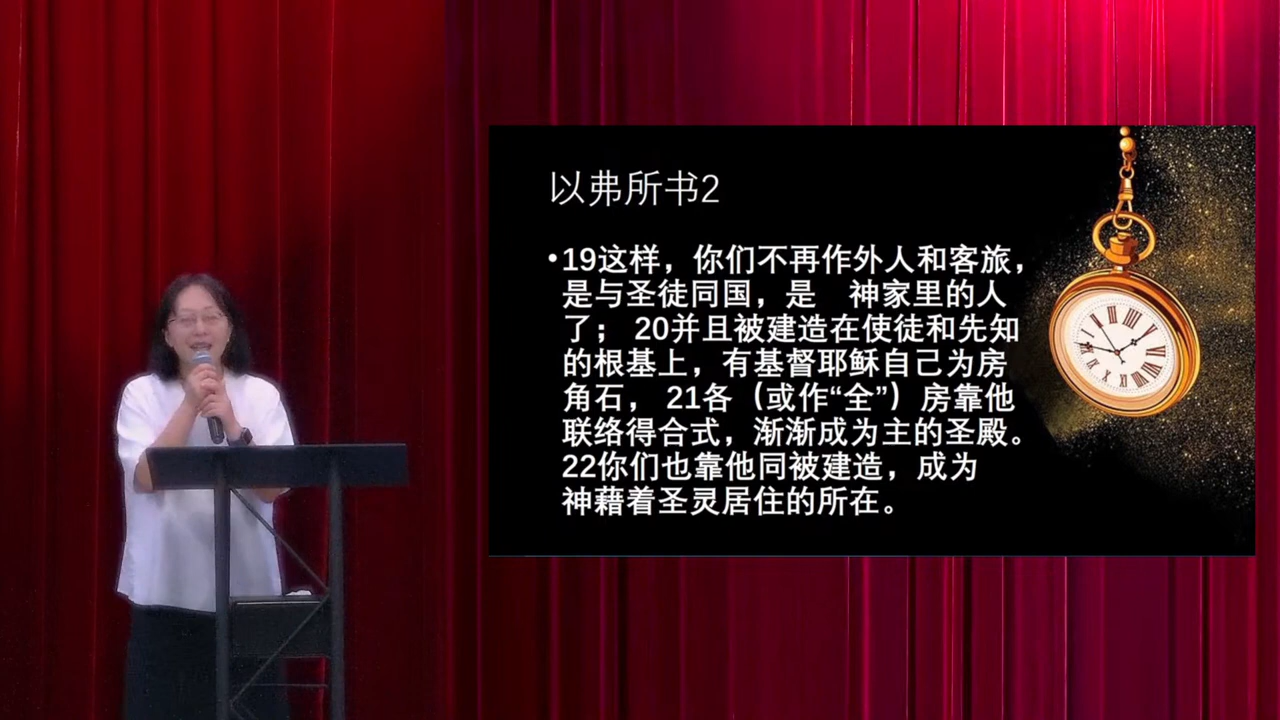 以弗所书2
•19这样，你们不再作外人和客旅，
是与圣徒同国，是　神家里的人
了； 20并且被建造在使徒和先知
的根基上，有基督耶稣自己为房
角石， 21各（或作“全”）房靠他
联络得合式，渐渐成为主的圣殿。
22你们也靠他同被建造，成为
神藉着圣灵居住的所在。